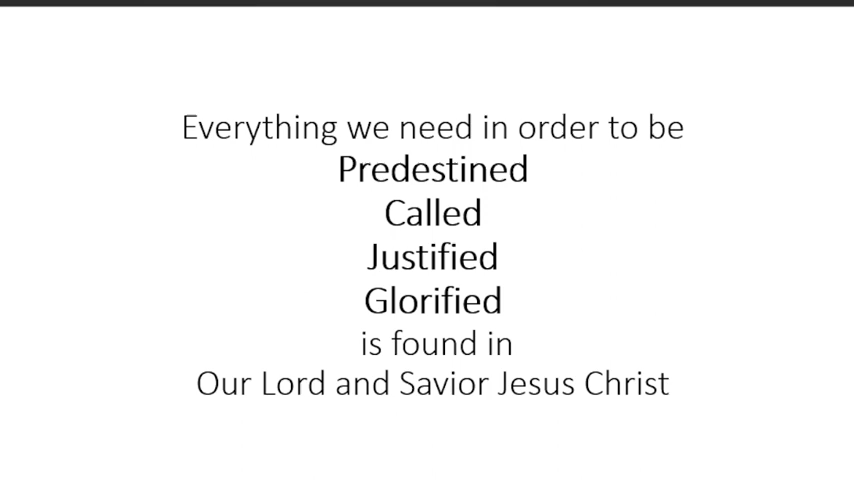 Everything we need in order to be
Predestined
Called
Justified
Glorified
is found in
Our Lord and Savior Jesus Christ